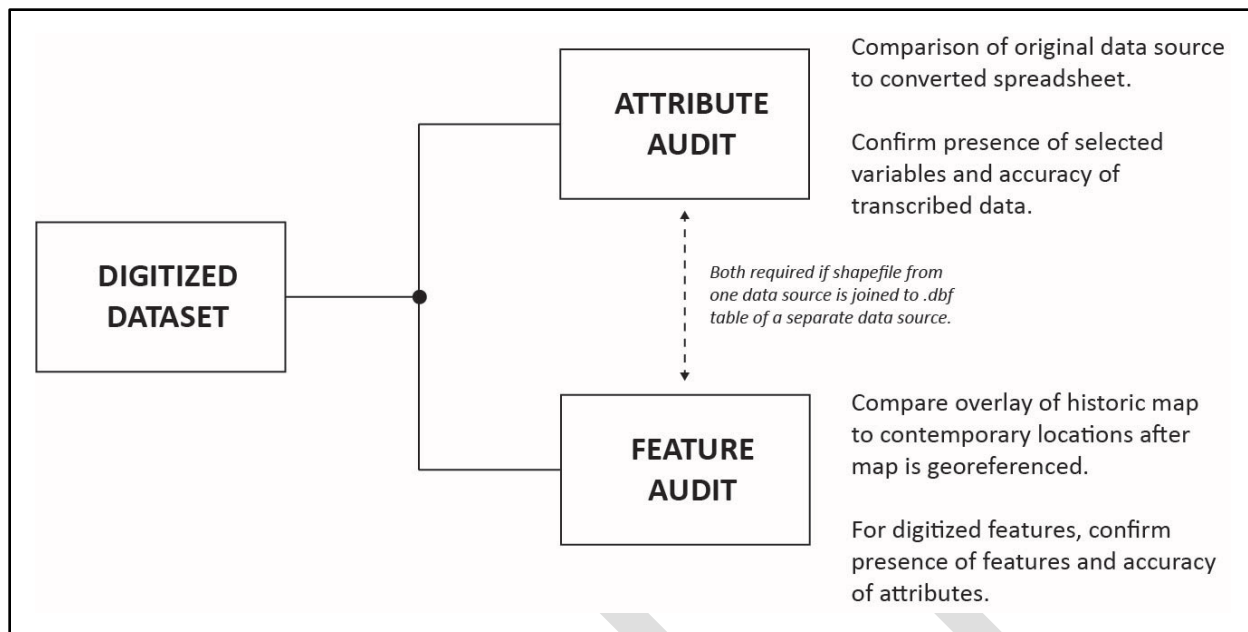 ATTRIBUTE
AUDIT
Comparison of original data source
to converted spreadsheet.
Confirm presence of selected
variables and accuracy of
transcribed data.
DIGITIZED
DATASET
Both required if shapefile from
one data source is joined to .dbf
table of a separate data source.
FEATURE
AUDIT
Compare overlay of historic map
to contemporary locations after
map is georeferenced.
For digitized features, confirm
presence of features and accuracy
of attributes.